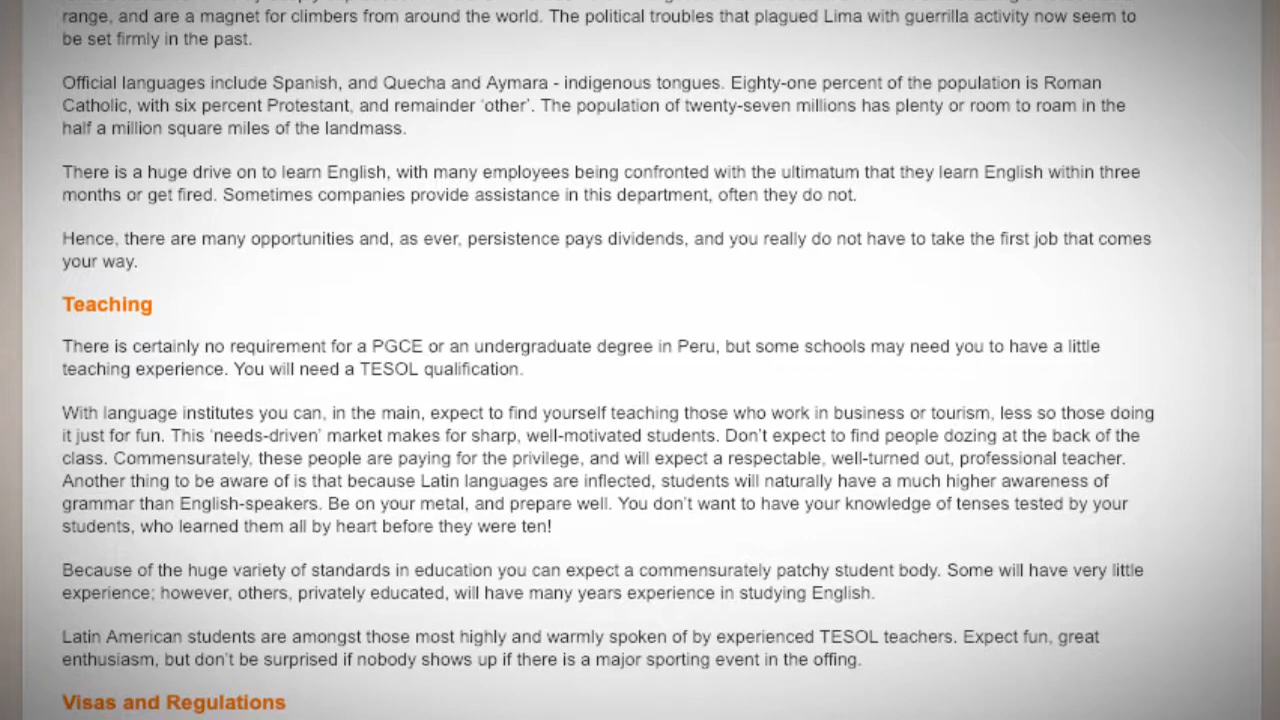 range, and are a magnet for climbers from around the world. The political troubles that plagued Lima with guerrilla activity now seem to
be set firmly in the past.
Official languages include Spanish, and Quecha and Aymara - indigenous tongues. Eighty-one percent of the population is Roman
Catholic, with six percent Protestant, and remainder 'other'. The population of twenty-seven millions has plenty or room to roam in the
half a million square miles of the landmass.
There is a huge drive on to learn English, with many employees being confronted with the ultimatum that they learn English within three
months or get fired. Sometimes companies provide assistance in this department, often they do not.
Hence, there are many opportunities and, as ever, persistence pays dividends, and you really do not have to take the first job that comes
your way.
Teaching
There is certainly no requirement for a PGCE or an undergraduate degree in Peru, but some schools may need you to have a little
teaching experience. You will need a TESOL qualification.
With language institutes you can, in the main, expect to find yourself teaching those who work in business or tourism, less so those doing
it just for fun. This 'needs-driven' market makes for sharp, well-motivated students. Don't expect to find people dozing at the back of the
class. Commensurately, these people are paying for the privilege, and will expect a respectable, well-turned out, professional teacher.
Another thing to be aware of is that because Latin languages are inflected, students will naturally have a much higher awareness of
grammar than English-speakers. Be on your metal, and prepare well. You don't want to have your knowledge of tenses tested by your
students, who learned them all by heart before they were ten!
Because of the huge variety of standards in education you can expect a commensurately patchy student body. Some will have very little
experience; however, others, privately educated, will have many years experience in studying English.
Latin American students are amongst those most highly and warmly spoken of by experienced TESOL teachers. Expect fun, great
enthusiasm, but don't be surprised if nobody shows up if there is a major sporting event in the offing.
Visas and Regulations